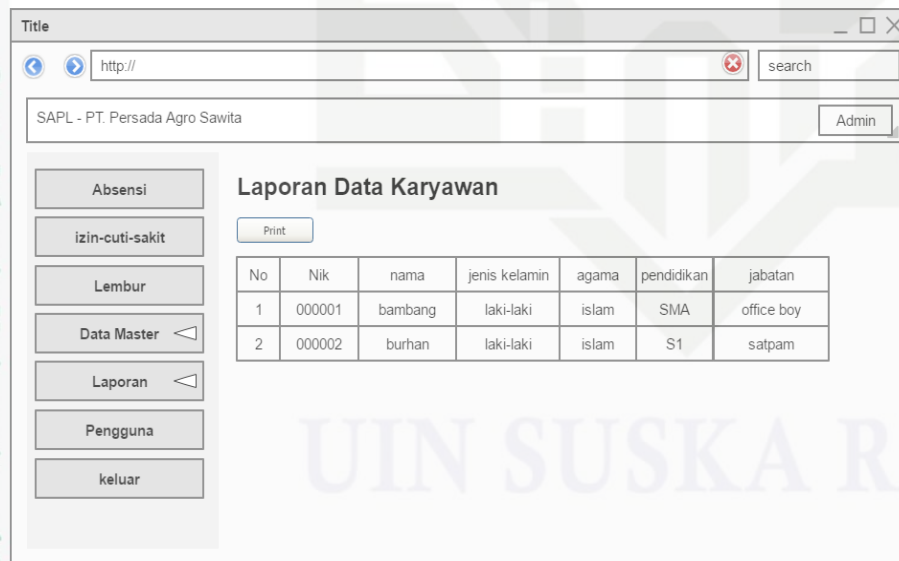 Title
http://
search
SAPL - PT. Persada Agro Sawita
Admin
Absensi
izin-cuti-sakit
Lembur
Data Master
Laporan
Pengguna
keluar
Laporan Data Karyawan
Print
No Nik nama jenis kelamin agama pendidikan jabatan
1 000001 bambang laki-laki islam SMA office boy
2 000002 burhan laki-laki islam S1 satpam
UIN SUSKA R